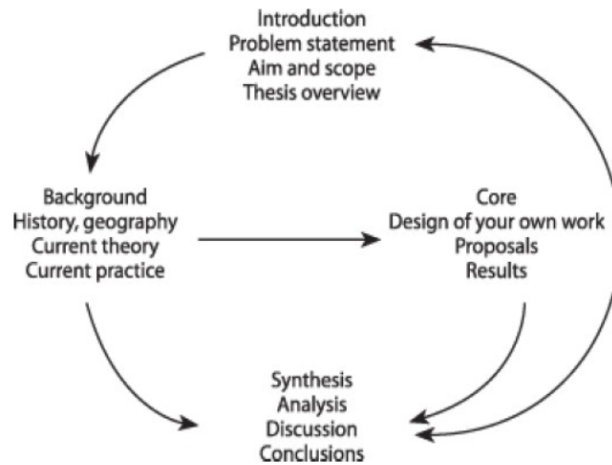 Introduction
Problem statement
Aim and scope
Thesis overview
Background
History, geography
Current theory
Current practice
Core
Design of your own work
Proposals
Results
Synthesis
Analysis
Discussion
Conclusions